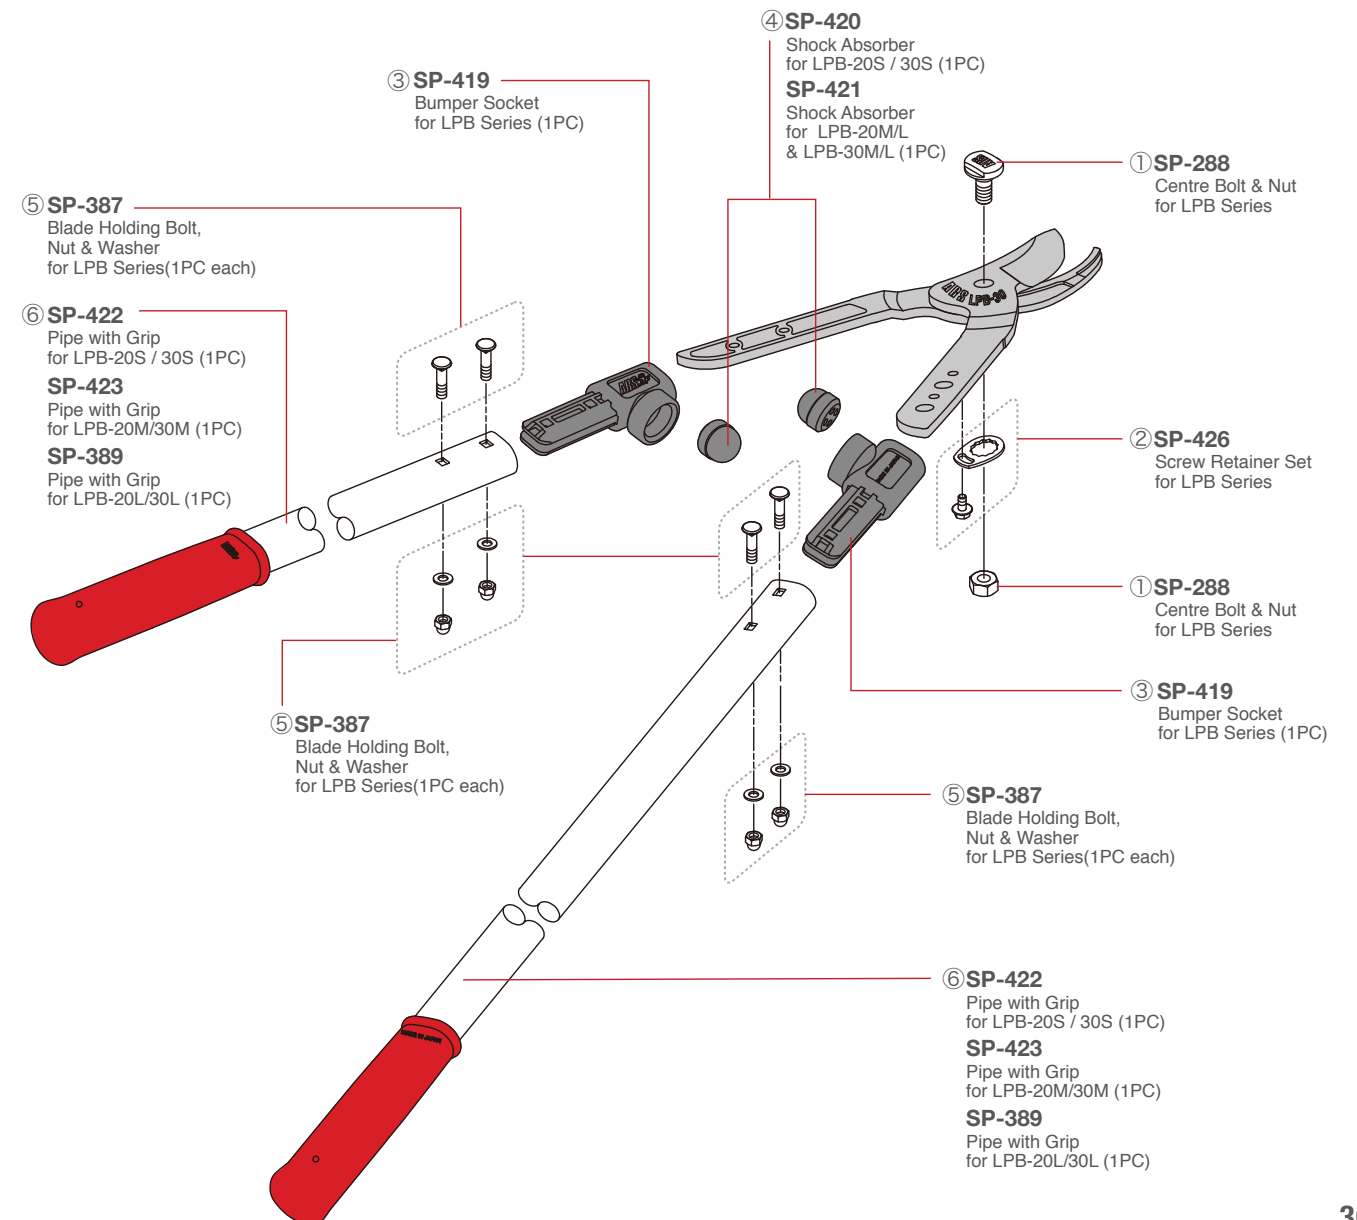 ④SP-420
Shock Absorber
for LPB-20S / 30S (1PC)
SP-421
Shock Absorber
for LPB-20M/L
& LPB-30M/L (1PC)
③SP-419
Bumper Socket
for LPB Series (1PC)
①SP-288
Centre Bolt & Nut
for LPB Series
⑤SP-387
Blade Holding Bolt,
Nut & Washer
for LPB Series(1PC each)
⑥SP-422
Pipe with Grip
for LPB-20S / 30S (1PC)
SP-423
Pipe with Grip
for LPB-20M/30M (1PC)
SP-389
Pipe with Grip
for LPB-20L/30L (1PC)
ARS LPB-30
ARS
②SP-426
Screw Retainer Set
for LPB Series
MADE IN JAPAN
①SP-288
Centre Bolt & Nut
for LPB Series
③SP-419
Bumper Socket
for LPB Series (1PC)
⑤SP-387
Blade Holding Bolt,
Nut & Washer
for LPB Series(1PC each)
⑤SP-387
Blade Holding Bolt,
Nut & Washer
for LPB Series(1PC each)
⑥SP-422
Pipe with Grip
for LPB-20S / 30S (1PC)
SP-423
Pipe with Grip
for LPB-20M/30M (1PC)
SP-389
Pipe with Grip
for LPB-20L/30L (1PC)
MADE IN JAPAN